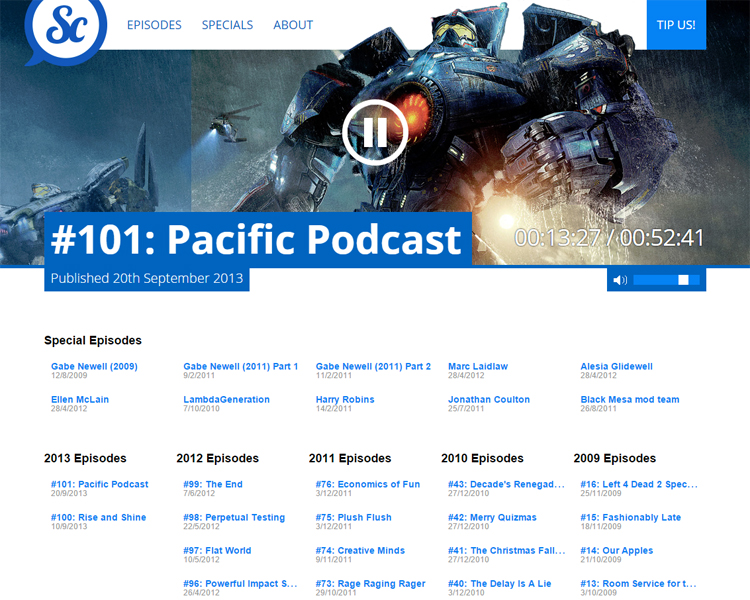 Sc
EPISODES SPECIALS ABOUT TIP US!
#101: Pacific Podcast
00:13:27 / 00:52:41
Published 20th September 2013
Special Episodes
Gabe Newell (2009) Gabe Newell (2011) Part 1 Gabe Newell (2011) Part 2 Marc Laidlaw Alesia Glidewell
12/8/2009 9/2/2011 11/2/2011 28/4/2012 28/4/2012
Ellen McLain LambdaGeneration Harry Robins Jonathan Coulton Black Mesa mod team
28/4/2012 7/10/2010 14/2/2011 25/7/2011 26/8/2011
2013 Episodes 2012 Episodes 2011 Episodes 2010 Episodes 2009 Episodes
#101: Pacific Podcast #99: The End #76: Economics of Fun #43: Decade's Renegad... #16: Left 4 Dead 2 Spec...
20/9/2013 7/6/2012 3/12/2011 27/12/2010 25/11/2009
#100: Rise and Shine #98: Perpetual Testing #75: Plush Flush #42: Merry Quizmas #15: Fashionably Late
10/9/2013 22/5/2012 3/12/2011 27/12/2010 18/11/2009
#97: Flat World #74: Creative Minds #41: The Christmas Fall... #14: Our Apples
10/5/2012 9/11/2011 27/12/2010 21/10/2009
#96: Powerful Impact S... #73: Rage Raging Rager #40: The Delay Is A Lie #13: Room Service for t...
26/4/2012 29/10/2011 3/12/2010 3/10/2009